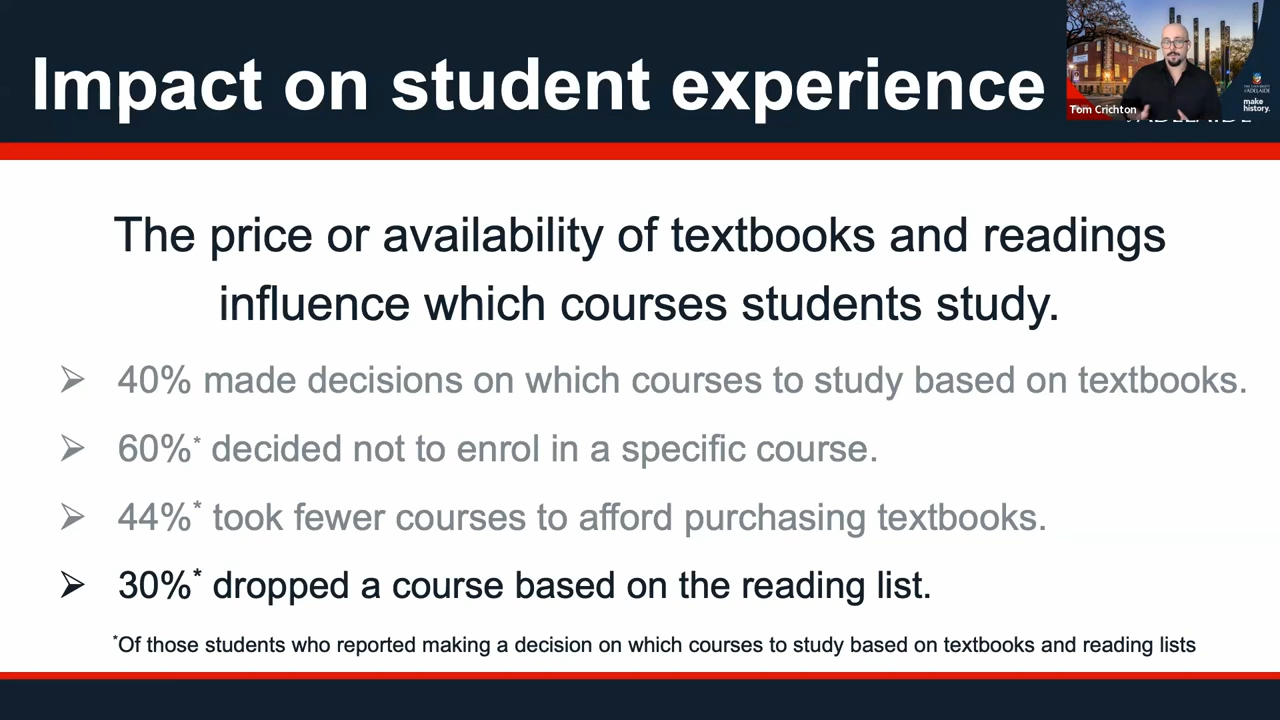 Impact on student experience
Tom Crichton
make
history.
The price or availability of textbooks and readings
influence which courses students study.
➢ 40% made decisions on which courses to study based on textbooks.
➢ 60%* decided not to enrol in a specific course.
➢ 44%* took fewer courses to afford purchasing textbooks.
➢ 30%* dropped a course based on the reading list.
*Of those students who reported making a decision on which courses to study based on textbooks and reading lists